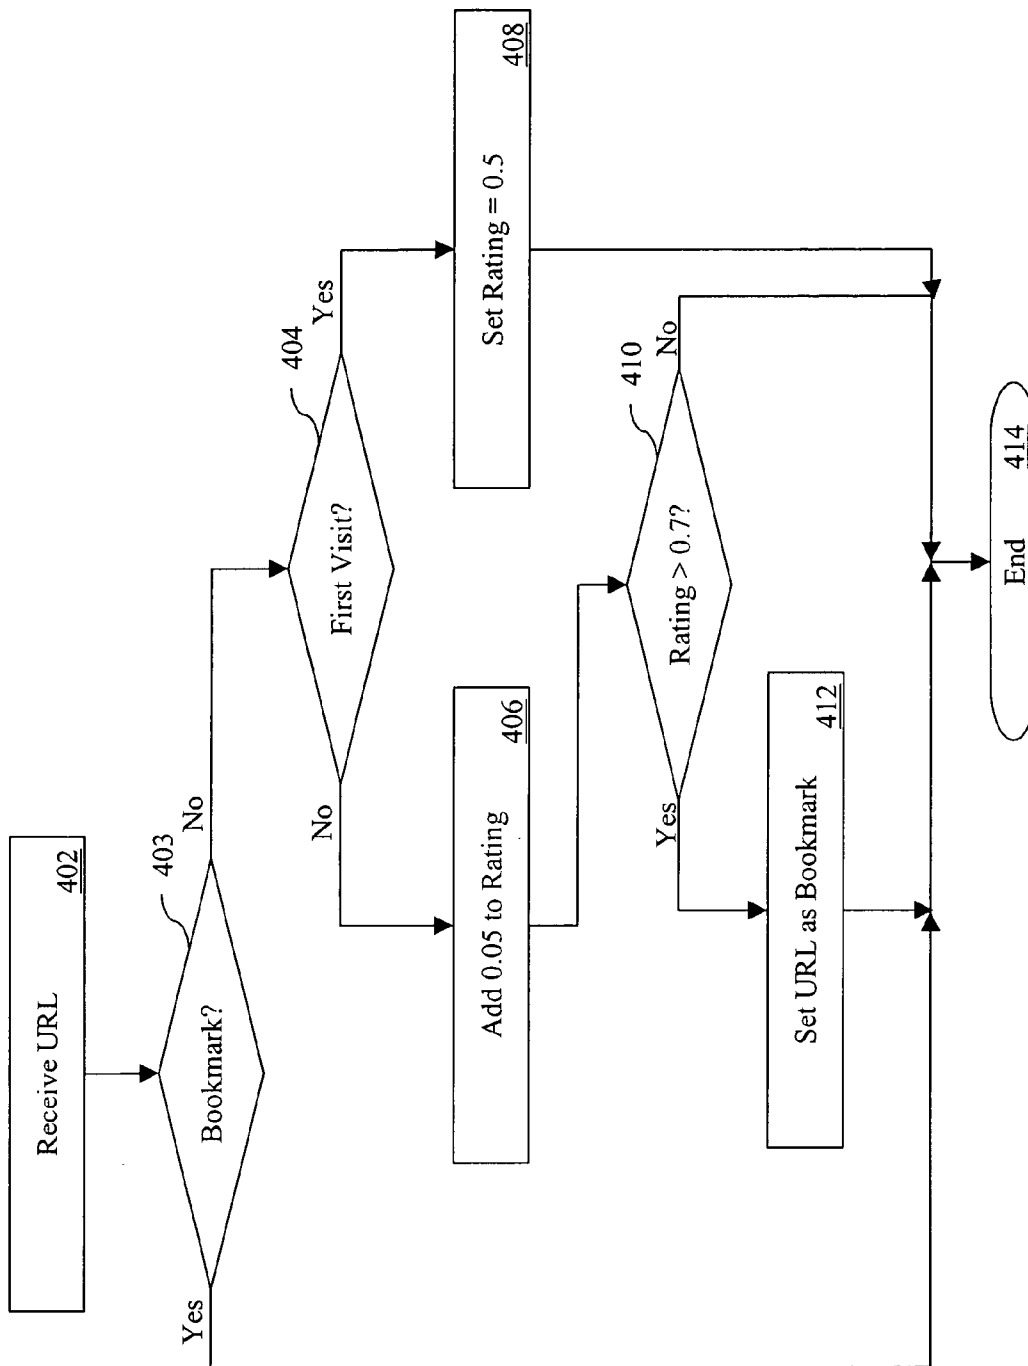 Receive URL
402
Bookmark?
403
Yes
No
First Visit?
404
No
Yes
Add 0.05 to Rating
406
Set Rating = 0.5
408
Rating > 0.7?
410
Yes
No
Set URL as Bookmark
412
End
414